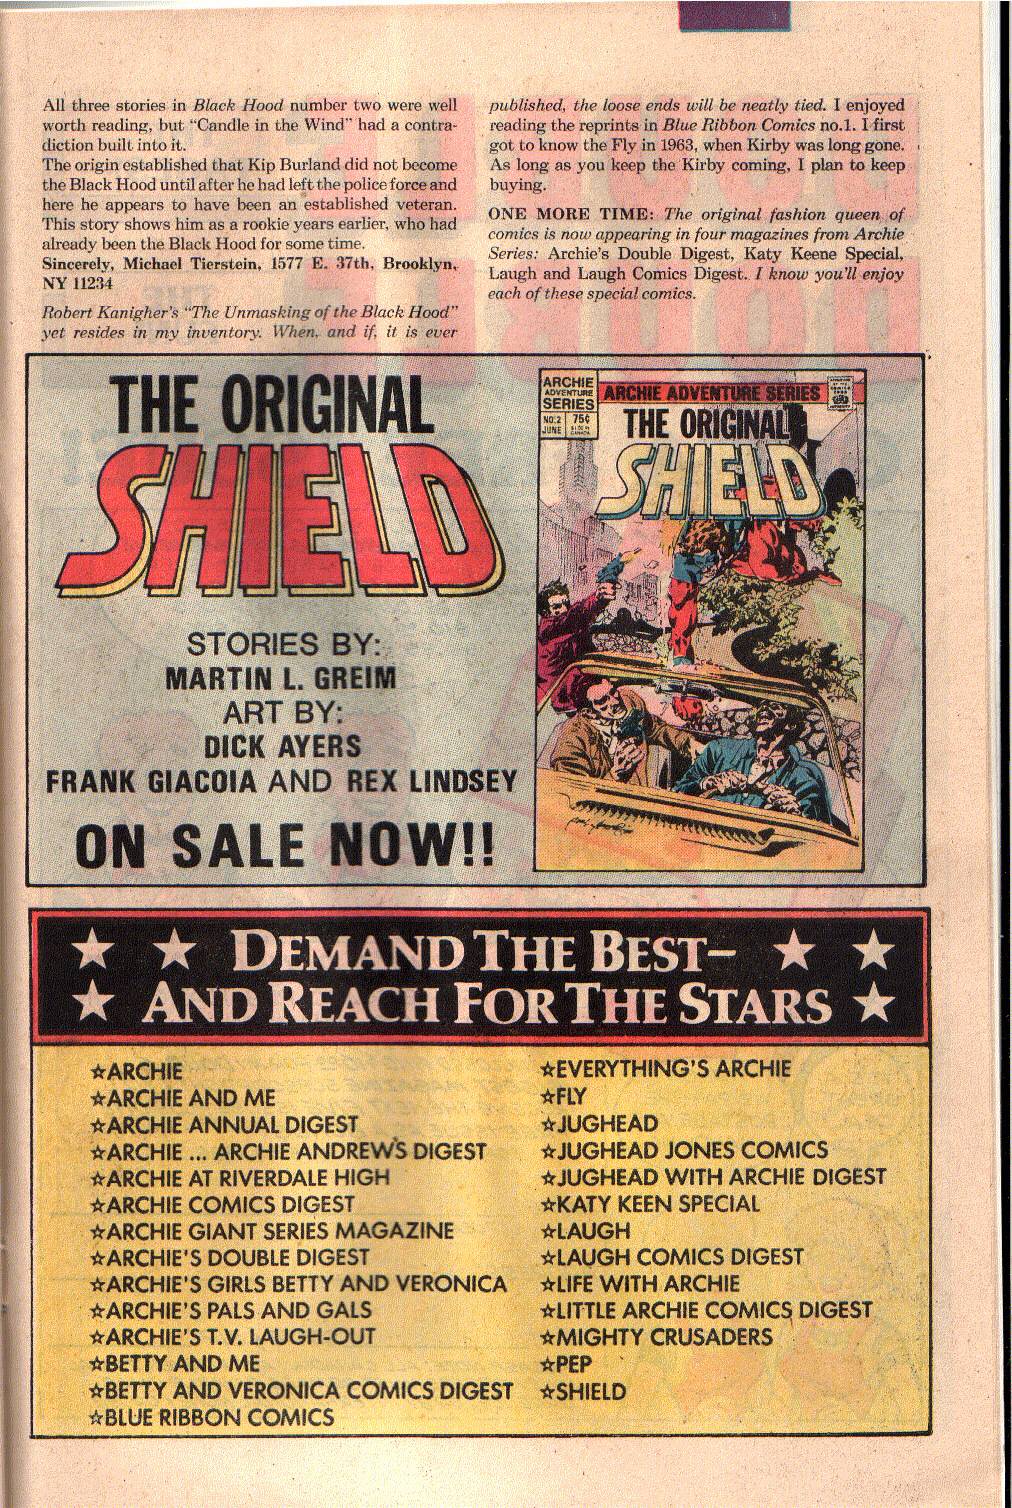 All three stories in Black Hood number two were well
worth reading, but "Candle in the Wind" had a contra-
diction built into it.
The origin established that Kip Burland did not become
the Black Hood until after he had left the police force and
here he appears to have been an established veteran.
This story shows him as a rookie years earlier, who had
already been the Black Hood for some time.
Sincerely, Michael Tierstein, 1577 E. 37th, Brooklyn,
NY 11234
Robert Kanigher's "The Unmasking of the Black Hood"
yet resides in my inventory. When, and if, it is ever
published, the loose ends will be neatly tied. I enjoyed
reading the reprints in Blue Ribbon Comics no.1. I first
got to know the Fly in 1963, when Kirby was long gone.
As long as you keep the Kirby coming, I plan to keep
buying.
ONE MORE TIME: The original fashion queen of
comics is now appearing in four magazines from Archie
Series: Archie's Double Digest, Katy Keene Special,
Laugh and Laugh Comics Digest. I know you'll enjoy
each of these special comics.
THE ORIGINAL
SHIELD
STORIES BY:
MARTIN L. GREIM
ART BY:
DICK AYERS
FRANK GIACOIA AND REX LINDSEY
ON SALE NOW!!
ARCHIE
ADVENTURE
SERIES
NO.2 75¢
JUNE
ARCHIE ADVENTURE SERIES
THE ORIGINAL
SHIELD
DEMAND THE BEST–
AND REACH FOR THE STARS
☆ARCHIE
☆ARCHIE AND ME
☆ARCHIE ANNUAL DIGEST
☆ARCHIE ... ARCHIE ANDREWS DIGEST
☆ARCHIE AT RIVERDALE HIGH
☆ARCHIE COMICS DIGEST
☆ARCHIE GIANT SERIES MAGAZINE
☆ARCHIE'S DOUBLE DIGEST
☆ARCHIE'S GIRLS BETTY AND VERONICA
☆ARCHIE'S PALS AND GALS
☆ARCHIE'S T.V. LAUGH-OUT
☆BETTY AND ME
☆BETTY AND VERONICA COMICS DIGEST
☆BLUE RIBBON COMICS
☆EVERYTHING'S ARCHIE
☆FLY
☆JUGHEAD
☆JUGHEAD JONES COMICS
☆JUGHEAD WITH ARCHIE DIGEST
☆KATY KEEN SPECIAL
☆LAUGH
☆LAUGH COMICS DIGEST
☆LIFE WITH ARCHIE
☆LITTLE ARCHIE COMICS DIGEST
☆MIGHTY CRUSADERS
☆PEP
☆SHIELD